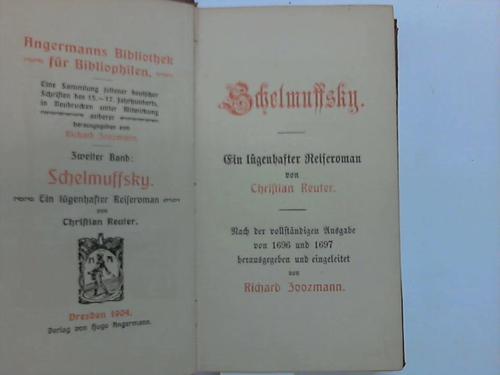 Angermanns Bibliothek
für Bibliophilen.
Eine Sammlung seltener deutscher
Schriften des 15.–17. Jahrhunderts,
in Neudrucken unter Mitwirkung
anderer
herausgegeben von
Richard Zoozmann.
Zweiter Band:
Schelmuffsky.
Ein lügenhafter Reiseroman
von
Christian Reuter.
Dresden 1904.
Verlag von Hugo Angermann.
Schelmuffsky.
Ein lügenhafter Reiseroman
von
Christian Reuter.
Nach der vollständigen Ausgabe
von 1696 und 1697
herausgegeben und eingeleitet
von
Richard Zoozmann.